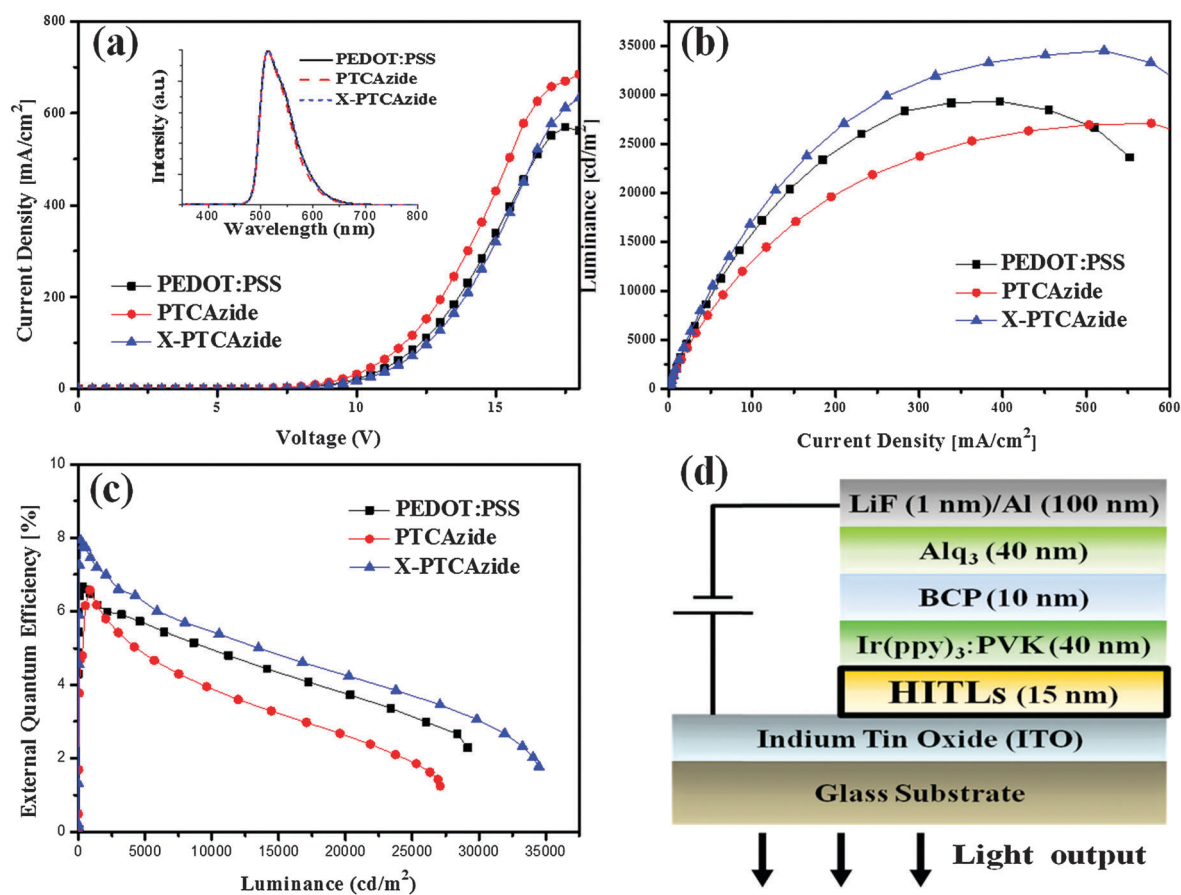 (a)
Current Density [mA/cm²]
800
600
400
200
0
0 5 10 15
Voltage (V)
Intensity (a.u.)
PEDOT:PSS
PTCAzide
X-PTCAzide
400 500 600 700 800
Wavelength (nm)
PEDOT:PSS
PTCAzide
X-PTCAzide
(b)
Luminance [cd/m²]
35000
30000
25000
20000
15000
10000
5000
0
0 100 200 300 400 500 600
Current Density [mA/cm²]
PEDOT:PSS
PTCAzide
X-PTCAzide
(c)
External Quantum Efficiency [%]
10
8
6
4
2
0
0 5000 10000 15000 20000 25000 30000 35000
Luminance (cd/m²)
PEDOT:PSS
PTCAzide
X-PTCAzide
(d)
LiF (1 nm)/Al (100 nm)
Alq₃ (40 nm)
BCP (10 nm)
Ir(ppy)₃:PVK (40 nm)
HITLs (15 nm)
Indium Tin Oxide (ITO)
Glass Substrate
Light output